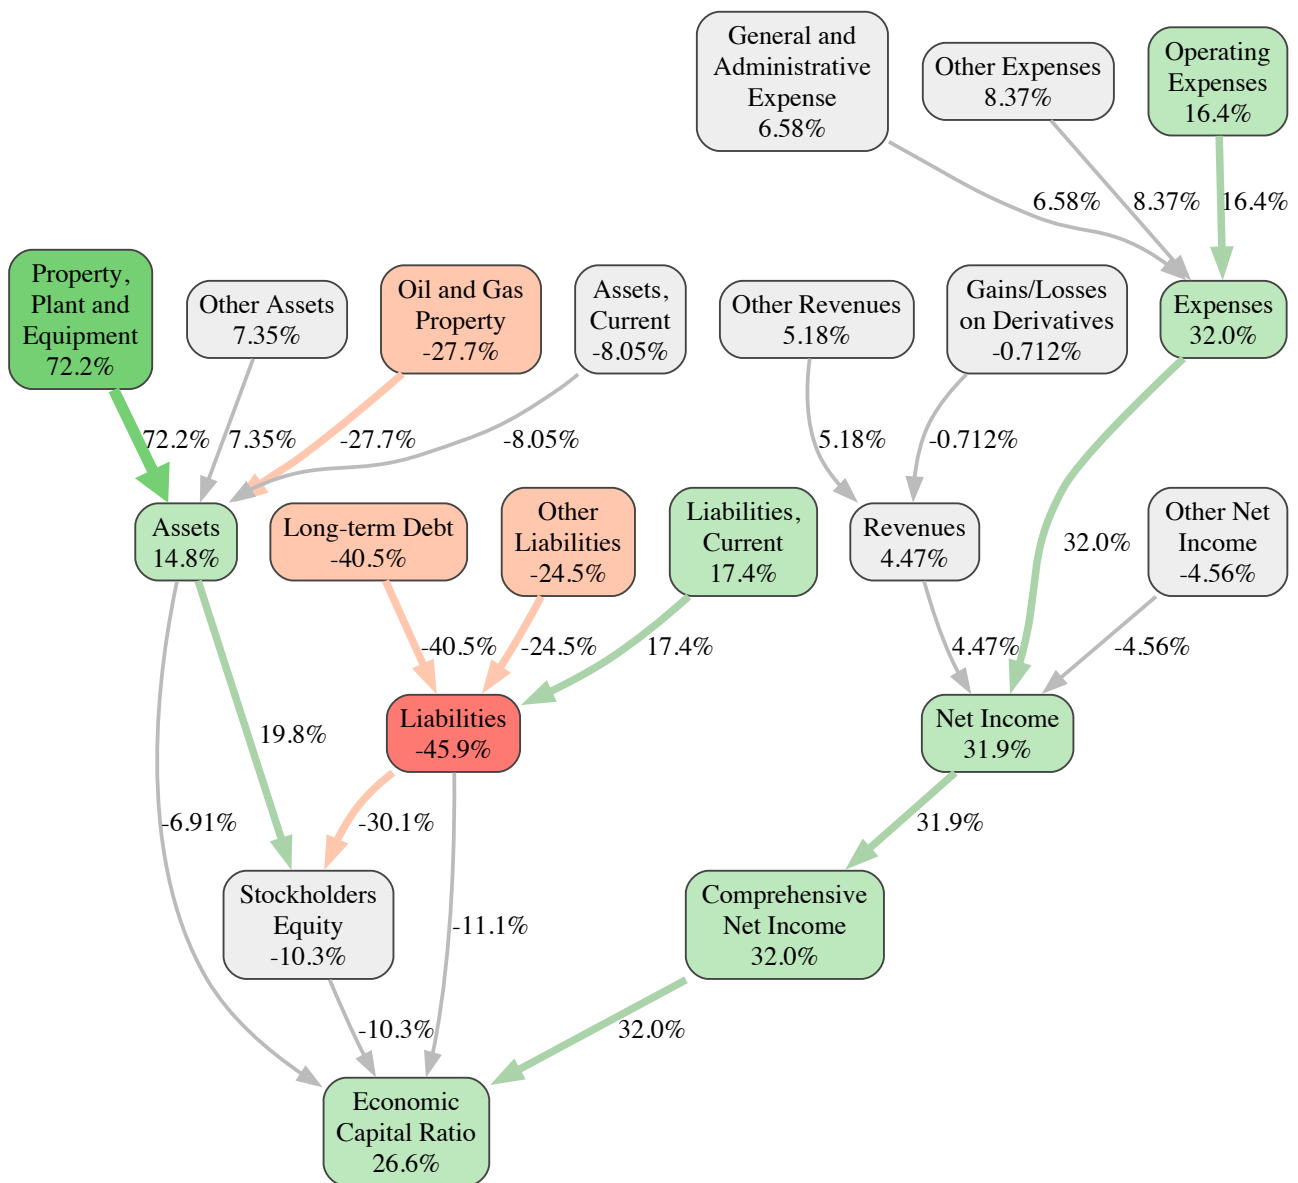 General and
Administrative
Expense
6.58%
Other Expenses
8.37%
Operating
Expenses
16.4%
6.58%
8.37%
16.4%
Property,
Plant and
Equipment
72.2%
Other Assets
7.35%
Oil and Gas
Property
-27.7%
Assets,
Current
-8.05%
Other Revenues
5.18%
Gains/Losses
on Derivatives
-0.712%
Expenses
32.0%
72.2%
7.35%
-27.7%
-8.05%
5.18%
-0.712%
Assets
14.8%
Long-term Debt
-40.5%
Other
Liabilities
-24.5%
Liabilities,
Current
17.4%
Revenues
4.47%
32.0%
Other Net
Income
-4.56%
-40.5%
-24.5%
17.4%
4.47%
-4.56%
19.8%
Liabilities
-45.9%
Net Income
31.9%
-6.91%
-30.1%
31.9%
Stockholders
Equity
-10.3%
-11.1%
Comprehensive
Net Income
32.0%
-10.3%
32.0%
Economic
Capital Ratio
26.6%